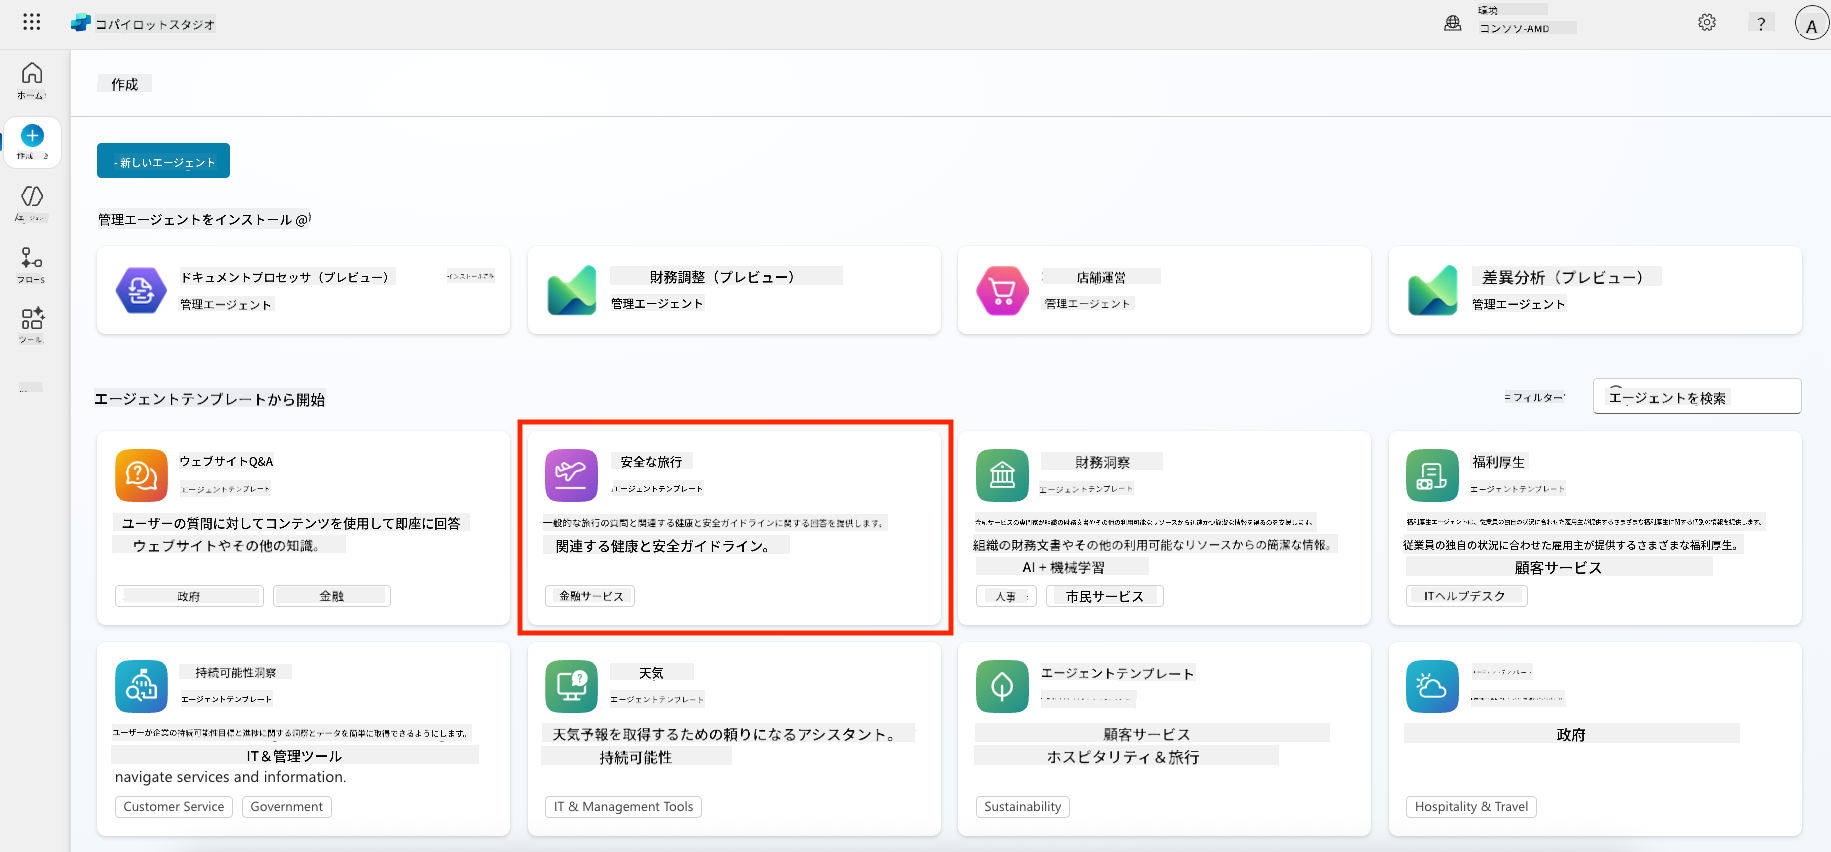 コパイロットスタジオ
環境
コンソソ-AMD
?
A
ホーム
作成
フロー
ツール
作成
新しいエージェント
管理エージェントをインストール
ドキュメントプロセッサ（プレビュー）
管理エージェント
財務調整（プレビュー）
管理エージェント
店舗運営
管理エージェント
差異分析（プレビュー）
管理エージェント
エージェントテンプレートから開始
フィルター
エージェントを検索
ウェブサイトQ&A
エージェントテンプレート
ユーザーの質問に対してコンテンツを使用して即座に回答
ウェブサイトやその他の知識。
政府
金融
安全な旅行
エージェントテンプレート
一般的な旅行の質問と関連する健康と安全ガイドラインに関する回答を提供します。
関連する健康と安全ガイドライン。
金融サービス
財務洞察
エージェントテンプレート
組織の財務文書やその他の利用可能なリソースからの簡潔な情報。
AI + 機械学習
人事
市民サービス
福利厚生
エージェントテンプレート
従業員の独自の状況に合わせた雇用主が提供するさまざまな福利厚生。
顧客サービス
ITヘルプデスク
持続可能性洞察
エージェントテンプレート
ユーザーが企業の持続可能性目標と進捗に関する洞察とデータを簡単に取得できるようにします。
IT＆管理ツール
navigate services and information.
Customer Service
Government
天気
エージェントテンプレート
天気予報を取得するための頼りになるアシスタント。
持続可能性
IT & Management Tools
エージェントテンプレート
顧客サービス
ホスピタリティ＆旅行
Sustainability
政府
Hospitality & Travel